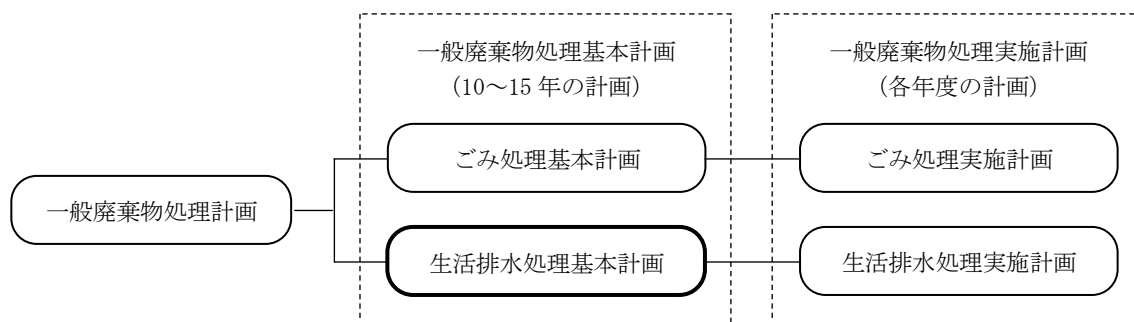 一般廃棄物処理基本計画
（10～15 年の計画）
一般廃棄物処理実施計画
（各年度の計画）
ごみ処理基本計画
ごみ処理実施計画
一般廃棄物処理計画
生活排水処理基本計画
生活排水処理実施計画